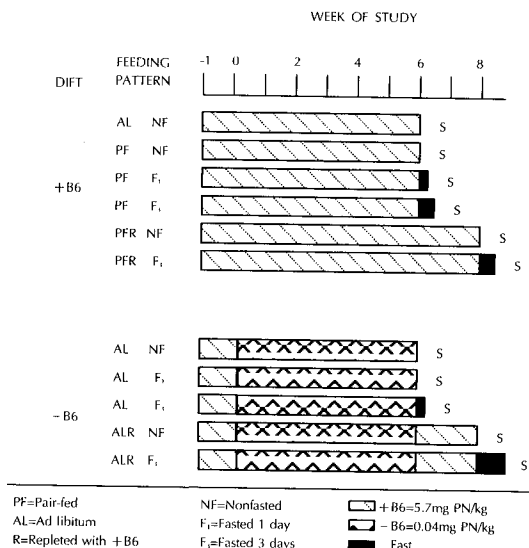 WEEK OF STUDY
DIFT
FEEDING PATTERN
-1 0 2 4 6 8
+B6
AL NF S
PF NF S
PF F₁ S
PF F₃ S
PFR NF S
PFR F₃ S
−B6
AL NF S
AL F₁ S
AL F₃ S
ALR NF S
ALR F₃ S
PF=Pair-fed
AL=Ad libitum
R=Repleted with +B6
NF=Nonfasted
F₁=Fasted 1 day
F₃=Fasted 3 days
+B6=5.7mg PN/kg
−B6=0.04mg PN/kg
Fast